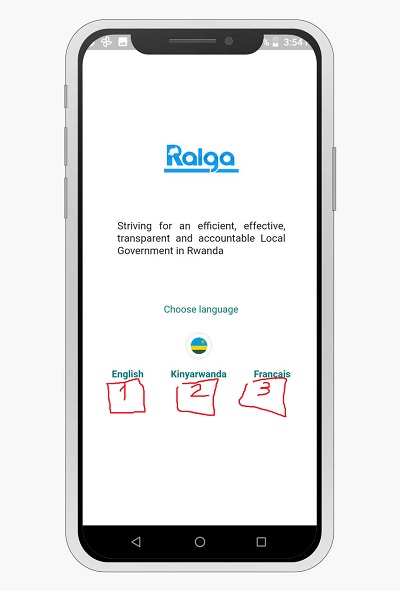 % 3:54
Ralga
Striving for an efficient, effective,
transparent and accountable Local
Government in Rwanda
Choose language
English Kinyarwanda Français
1 2 3